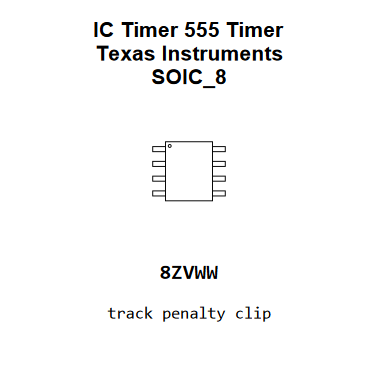 IC Timer 555 Timer
Texas Instruments
SOIC_8
8ZVWW
track penalty clip